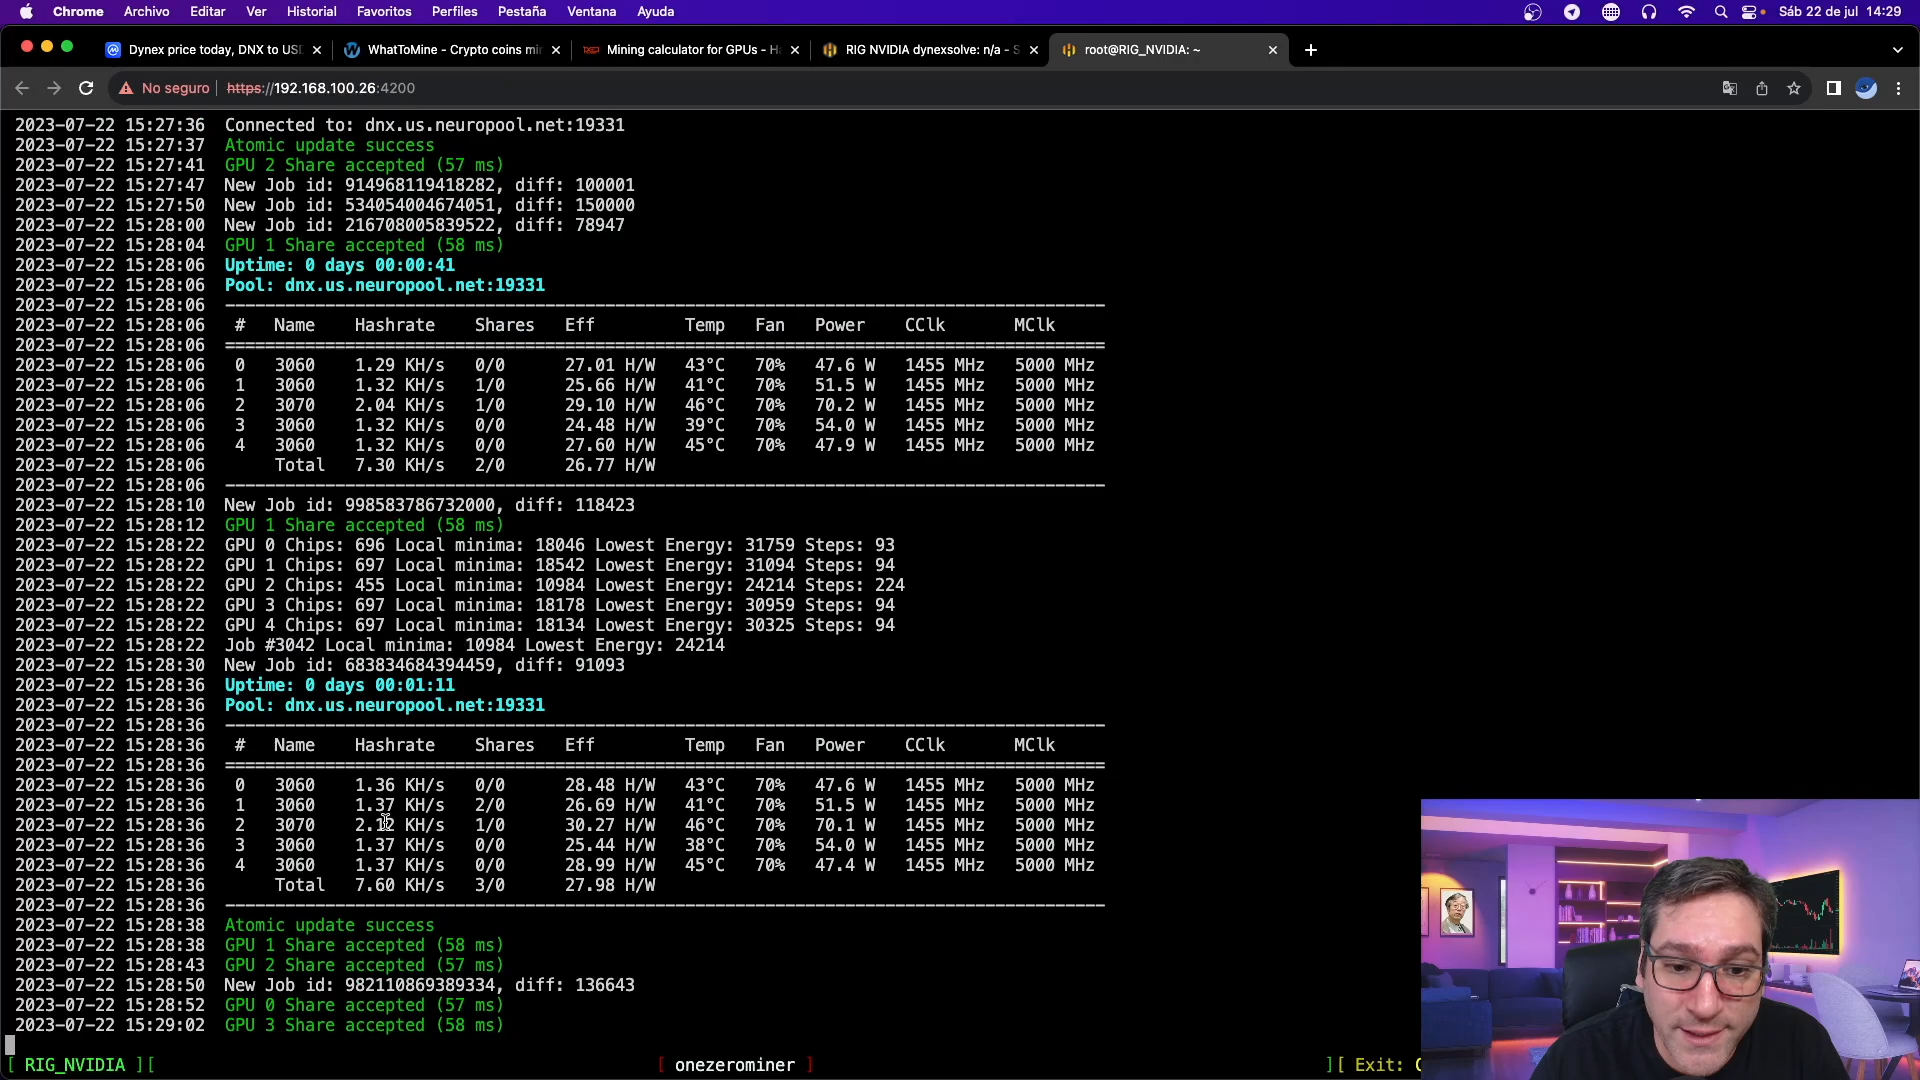 Chrome Archivo Editar Ver Historial Favoritos Perfiles Pestaña Ventana Ayuda Sáb 22 de jul 14:29
Dynex price today, DNX to USD WhatToMine - Crypto coins mi Mining calculator for GPUs - H RIG NVIDIA dynexsolve: n/a - S root@RIG_NVIDIA: ~
No seguro https://192.168.100.26:4200
2023-07-22 15:27:36 Connected to: dnx.us.neuropool.net:19331
2023-07-22 15:27:37 Atomic update success
2023-07-22 15:27:41 GPU 2 Share accepted (57 ms)
2023-07-22 15:27:47 New Job id: 914968119418282, diff: 100001
2023-07-22 15:27:50 New Job id: 534054004674051, diff: 150000
2023-07-22 15:28:00 New Job id: 216708005839522, diff: 78947
2023-07-22 15:28:04 GPU 1 Share accepted (58 ms)
2023-07-22 15:28:06 Uptime: 0 days 00:00:41
2023-07-22 15:28:06 Pool: dnx.us.neuropool.net:19331
2023-07-22 15:28:06
2023-07-22 15:28:06 # Name Hashrate Shares Eff Temp Fan Power CClk MClk
2023-07-22 15:28:06
2023-07-22 15:28:06 0 3060 1.29 KH/s 0/0 27.01 H/W 43°C 70% 47.6 W 1455 MHz 5000 MHz
2023-07-22 15:28:06 1 3060 1.32 KH/s 1/0 25.66 H/W 41°C 70% 51.5 W 1455 MHz 5000 MHz
2023-07-22 15:28:06 2 3070 2.04 KH/s 1/0 29.10 H/W 46°C 70% 70.2 W 1455 MHz 5000 MHz
2023-07-22 15:28:06 3 3060 1.32 KH/s 0/0 24.48 H/W 39°C 70% 54.0 W 1455 MHz 5000 MHz
2023-07-22 15:28:06 4 3060 1.32 KH/s 0/0 27.60 H/W 45°C 70% 47.9 W 1455 MHz 5000 MHz
2023-07-22 15:28:06 Total 7.30 KH/s 2/0 26.77 H/W
2023-07-22 15:28:06
2023-07-22 15:28:10 New Job id: 998583786732000, diff: 118423
2023-07-22 15:28:12 GPU 1 Share accepted (58 ms)
2023-07-22 15:28:22 GPU 0 Chips: 696 Local minima: 18046 Lowest Energy: 31759 Steps: 93
2023-07-22 15:28:22 GPU 1 Chips: 697 Local minima: 18542 Lowest Energy: 31094 Steps: 94
2023-07-22 15:28:22 GPU 2 Chips: 455 Local minima: 10984 Lowest Energy: 24214 Steps: 224
2023-07-22 15:28:22 GPU 3 Chips: 697 Local minima: 18178 Lowest Energy: 30959 Steps: 94
2023-07-22 15:28:22 GPU 4 Chips: 697 Local minima: 18134 Lowest Energy: 30325 Steps: 94
2023-07-22 15:28:22 Job #3042 Local minima: 10984 Lowest Energy: 24214
2023-07-22 15:28:30 New Job id: 683834684394459, diff: 91093
2023-07-22 15:28:36 Uptime: 0 days 00:01:11
2023-07-22 15:28:36 Pool: dnx.us.neuropool.net:19331
2023-07-22 15:28:36
2023-07-22 15:28:36 # Name Hashrate Shares Eff Temp Fan Power CClk MClk
2023-07-22 15:28:36
2023-07-22 15:28:36 0 3060 1.36 KH/s 0/0 28.48 H/W 43°C 70% 47.6 W 1455 MHz 5000 MHz
2023-07-22 15:28:36 1 3060 1.37 KH/s 2/0 26.69 H/W 41°C 70% 51.5 W 1455 MHz 5000 MHz
2023-07-22 15:28:36 2 3070 2.12 KH/s 1/0 30.27 H/W 46°C 70% 70.1 W 1455 MHz 5000 MHz
2023-07-22 15:28:36 3 3060 1.37 KH/s 0/0 25.44 H/W 38°C 70% 54.0 W 1455 MHz 5000 MHz
2023-07-22 15:28:36 4 3060 1.37 KH/s 0/0 28.99 H/W 45°C 70% 47.4 W 1455 MHz 5000 MHz
2023-07-22 15:28:36 Total 7.60 KH/s 3/0 27.98 H/W
2023-07-22 15:28:36
2023-07-22 15:28:38 Atomic update success
2023-07-22 15:28:38 GPU 1 Share accepted (58 ms)
2023-07-22 15:28:43 GPU 2 Share accepted (57 ms)
2023-07-22 15:28:50 New Job id: 982110869389334, diff: 136643
2023-07-22 15:28:52 GPU 0 Share accepted (57 ms)
2023-07-22 15:29:02 GPU 3 Share accepted (58 ms)
[ RIG_NVIDIA ][ [ onezerominer ] ][ Exit: